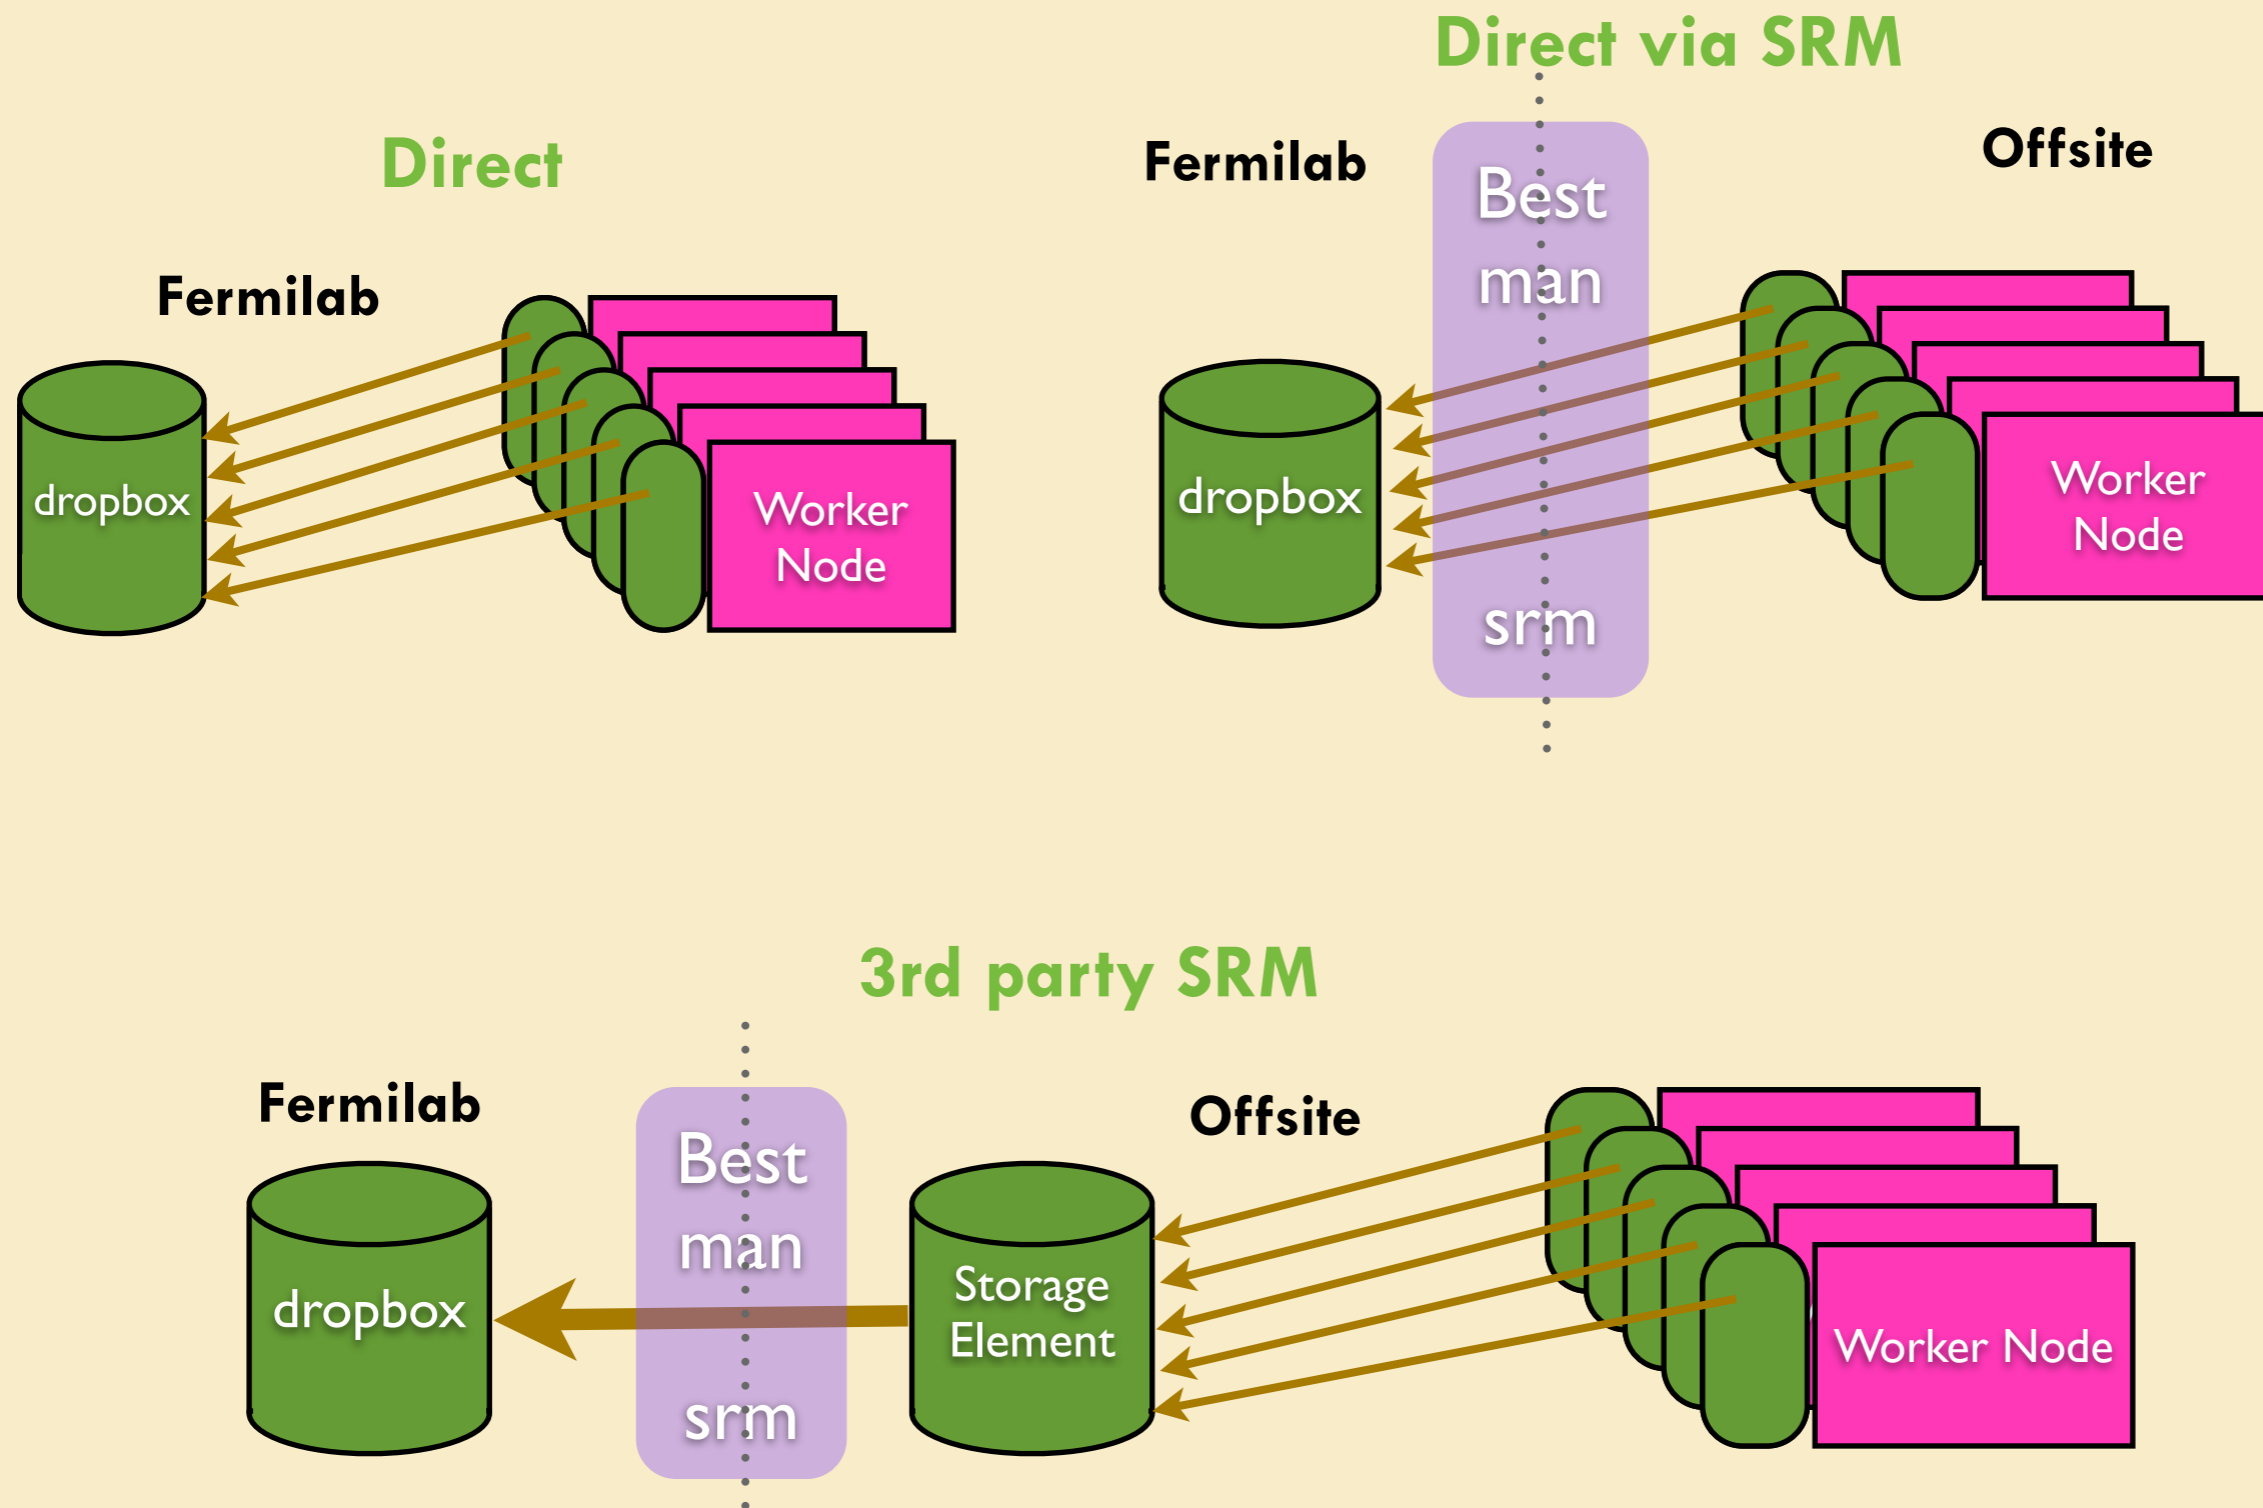 Direct
Fermilab
dropbox
Worker
Node
Direct via SRM
Fermilab
Offsite
Best
man
srm
dropbox
Worker
Node
3rd party SRM
Fermilab
Offsite
dropbox
Best
man
srm
Storage
Element
Worker Node